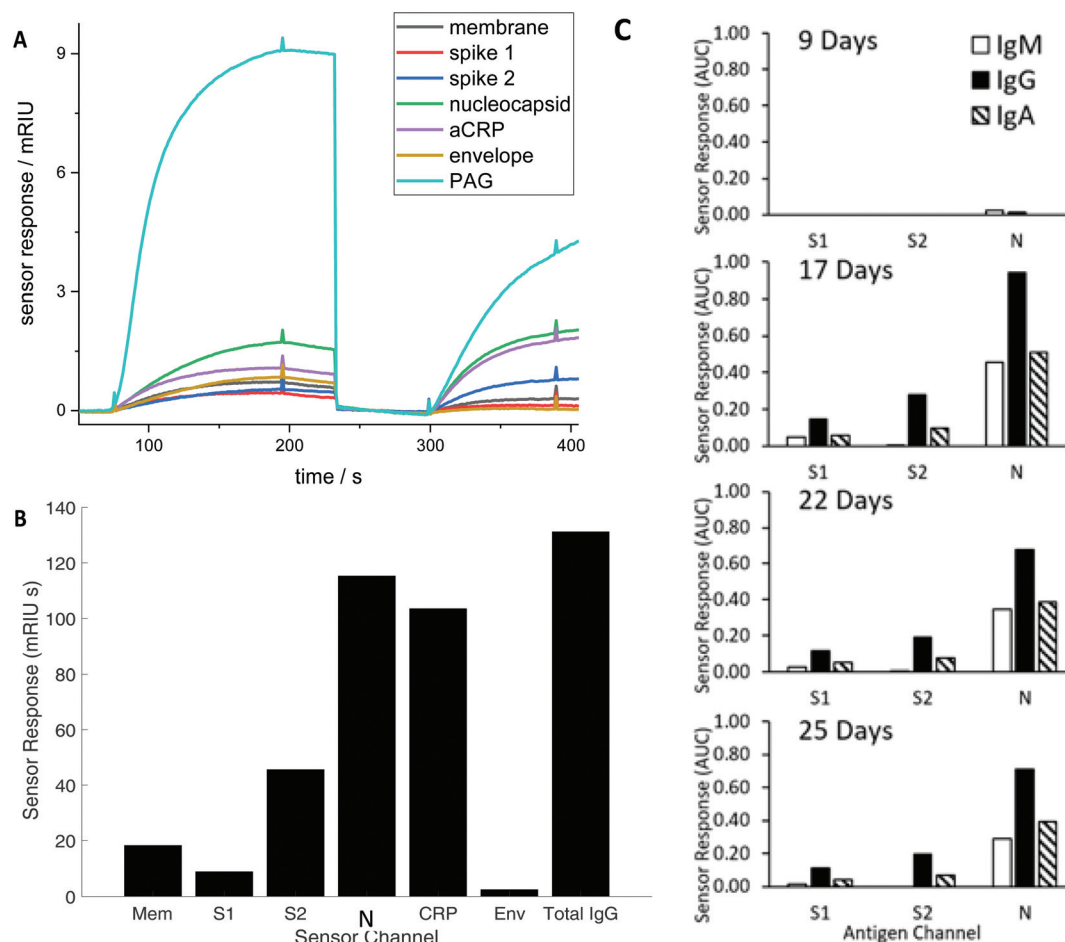 A
sensor response / mRIU
9
6
3
0
100
200
300
400
time / s
membrane
spike 1
spike 2
nucleocapsid
aCRP
envelope
PAG
B
Sensor Response (mRIU s)
140
120
100
80
60
40
20
0
Mem S1 S2 N CRP Env Total IgG
Sensor Channel
C
9 Days
IgM
IgG
IgA
Sensor Response (AUC)
1.00
0.80
0.60
0.40
0.20
0.00
S1 S2 N
17 Days
Sensor Response (AUC)
1.00
0.80
0.60
0.40
0.20
0.00
S1 S2 N
22 Days
Sensor Response (AUC)
1.00
0.80
0.60
0.40
0.20
0.00
S1 S2 N
25 Days
Sensor Response (AUC)
1.00
0.80
0.60
0.40
0.20
0.00
S1 S2 N
Antigen Channel